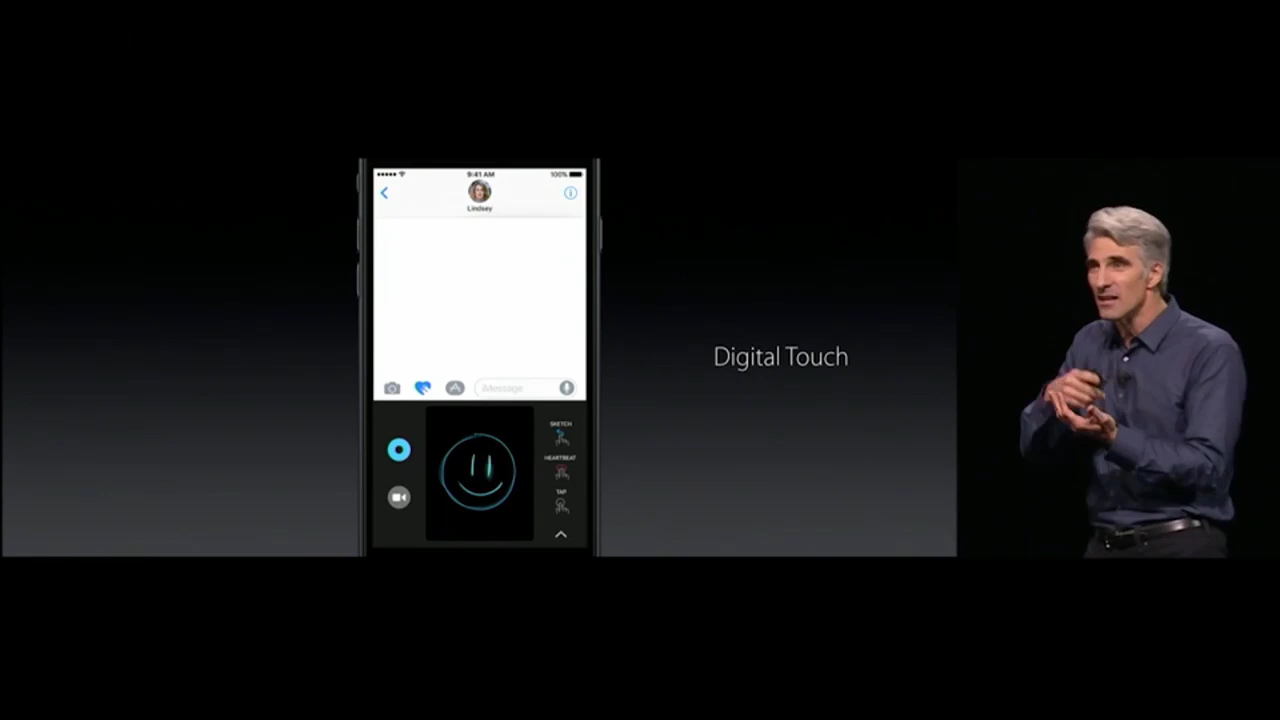 9:41 AM
100%
Lindsey
iMessage
Digital Touch
SKETCH
HEARTBEAT
TAP